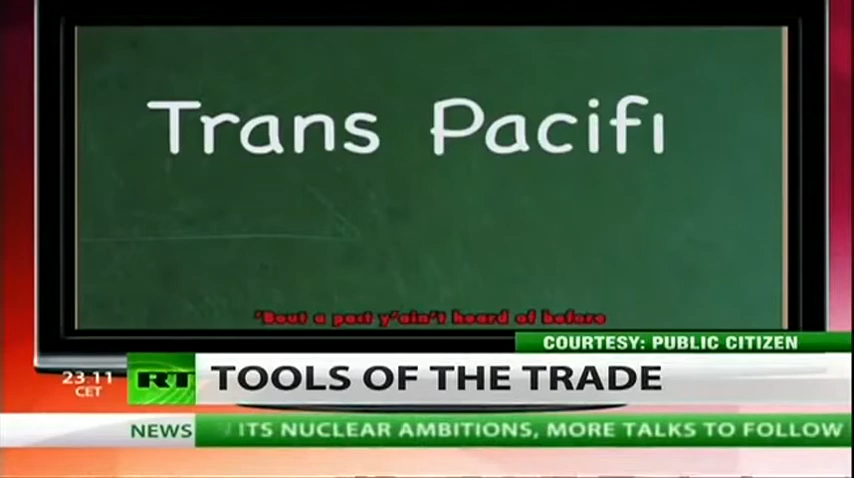 Trans Pacifi
'Bout a pact y'ain't heard of before
COURTESY: PUBLIC CITIZEN
23:11
CET
RT
TOOLS OF THE TRADE
NEWS
ITS NUCLEAR AMBITIONS, MORE TALKS TO FOLLOW